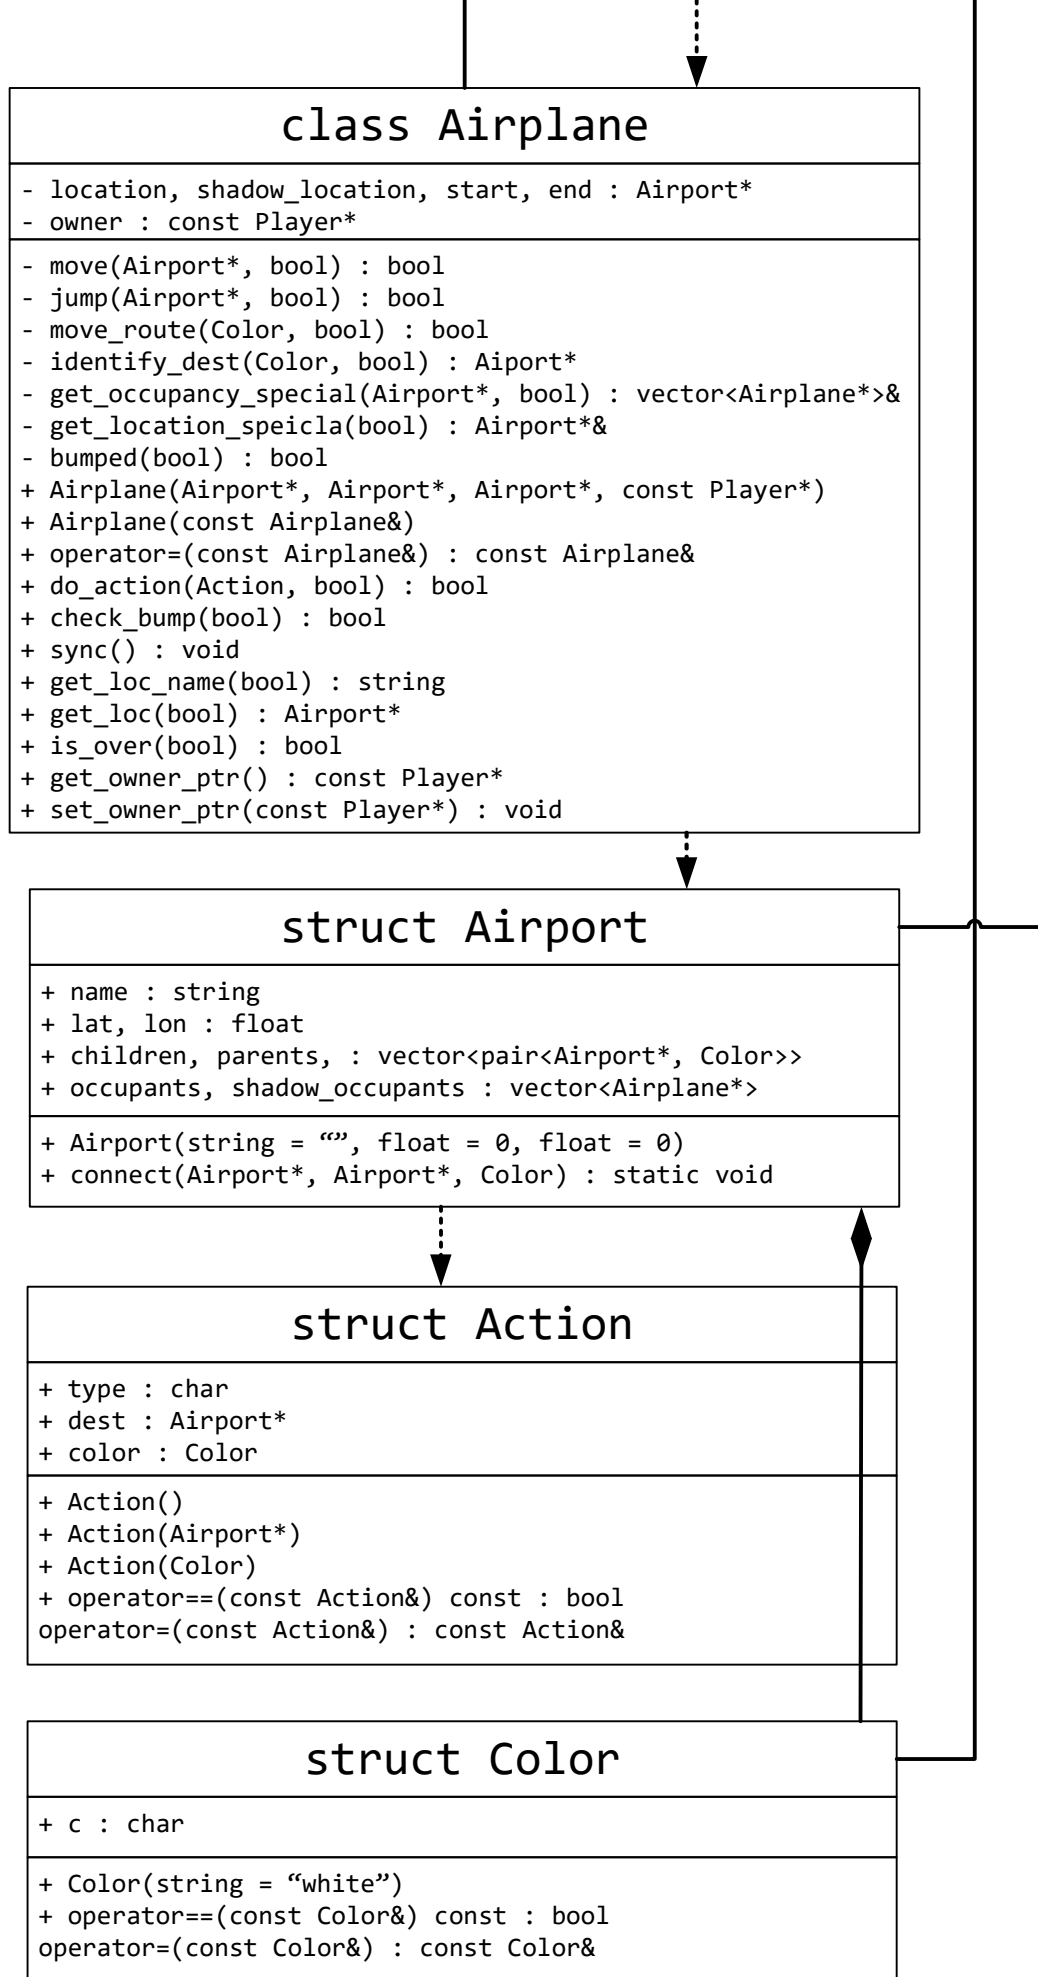 class Airplane
- location, shadow_location, start, end : Airport*
- owner : const Player*
- move(Airport*, bool) : bool
- jump(Airport*, bool) : bool
- move_route(Color, bool) : bool
- identify_dest(Color, bool) : Aiport*
- get_occupancy_special(Airport*, bool) : vector<Airplane*>&
- get_location_speicla(bool) : Airport*&
- bumped(bool) : bool
+ Airplane(Airport*, Airport*, Airport*, const Player*)
+ Airplane(const Airplane&)
+ operator=(const Airplane&) : const Airplane&
+ do_action(Action, bool) : bool
+ check_bump(bool) : bool
+ sync() : void
+ get_loc_name(bool) : string
+ get_loc(bool) : Airport*
+ is_over(bool) : bool
+ get_owner_ptr() : const Player*
+ set_owner_ptr(const Player*) : void
struct Airport
+ name : string
+ lat, lon : float
+ children, parents, : vector<pair<Airport*, Color>>
+ occupants, shadow_occupants : vector<Airplane*>
+ Airport(string = “”, float = 0, float = 0)
+ connect(Airport*, Airport*, Color) : static void
struct Action
+ type : char
+ dest : Airport*
+ color : Color
+ Action()
+ Action(Airport*)
+ Action(Color)
+ operator==(const Action&) const : bool
operator=(const Action&) : const Action&
struct Color
+ c : char
+ Color(string = “white”)
+ operator==(const Color&) const : bool
operator=(const Color&) : const Color&